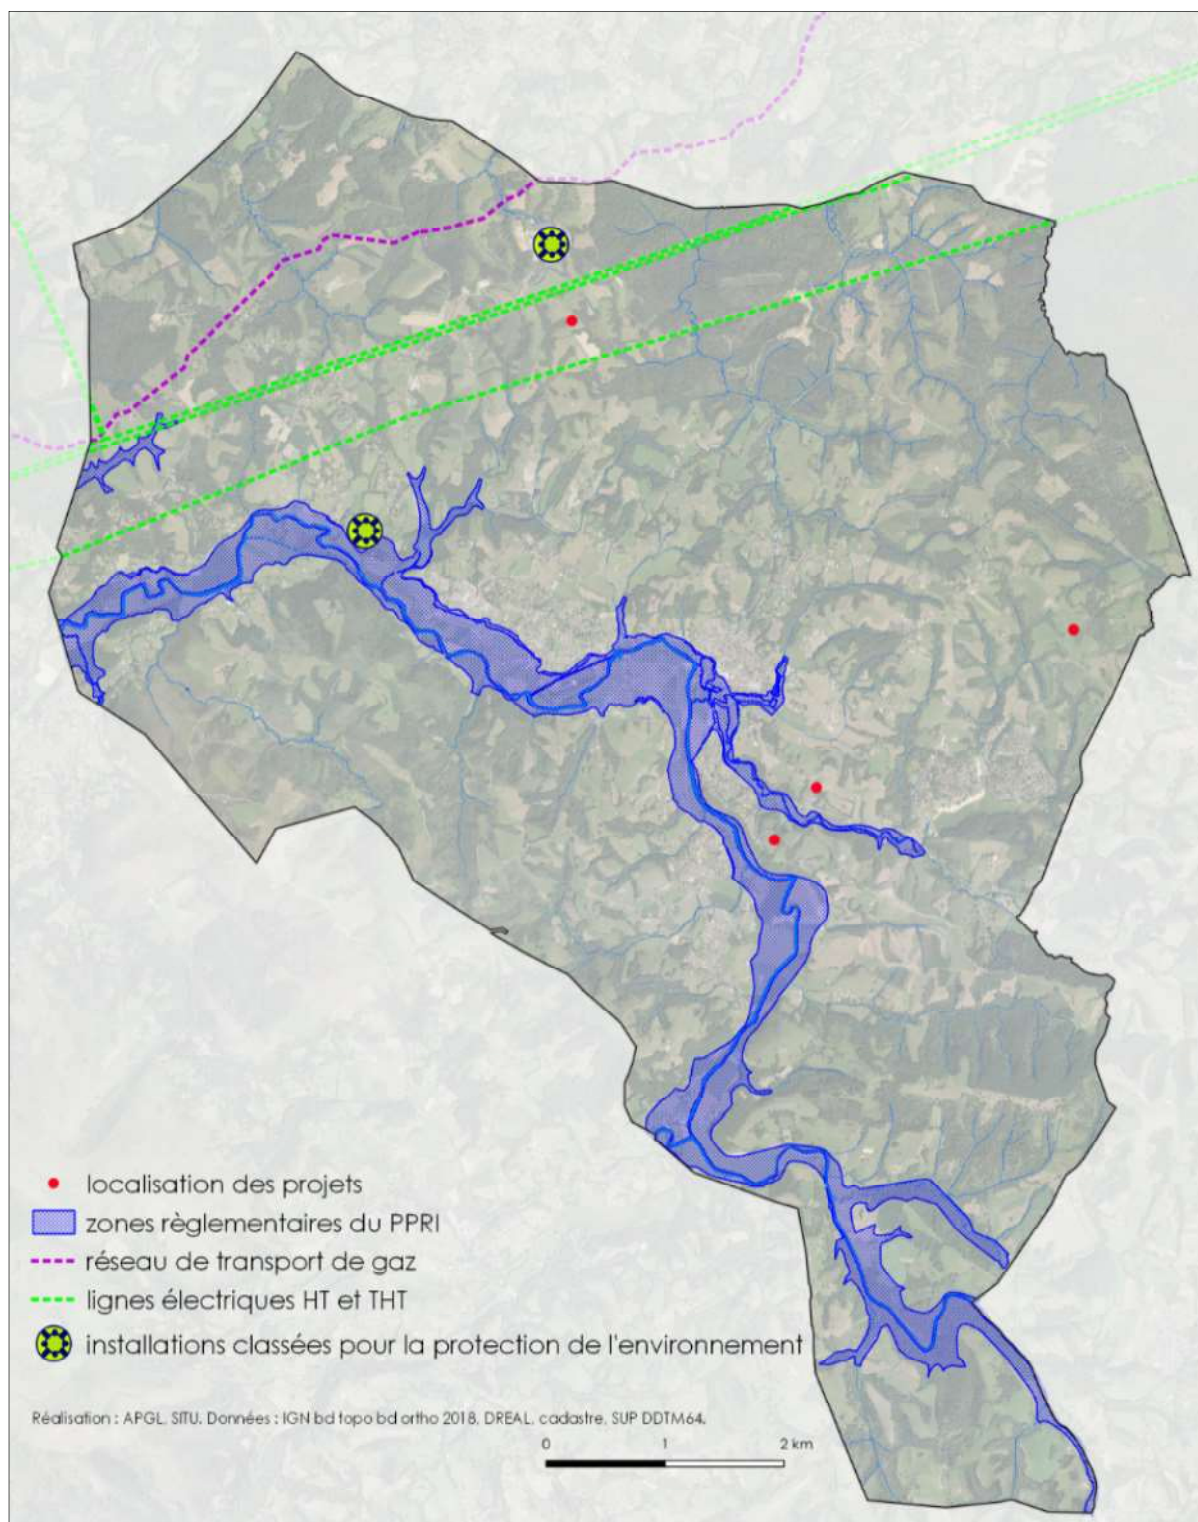 localisation des projets
zones règlementaires du PPRI
réseau de transport de gaz
lignes électriques HT et THT
installations classées pour la protection de l'environnement
Réalisation : APGL, SITU. Données : IGN bd topo bd ortho 2018, DREAL, cadastre, SUP DDTM64.
0 1 2 km